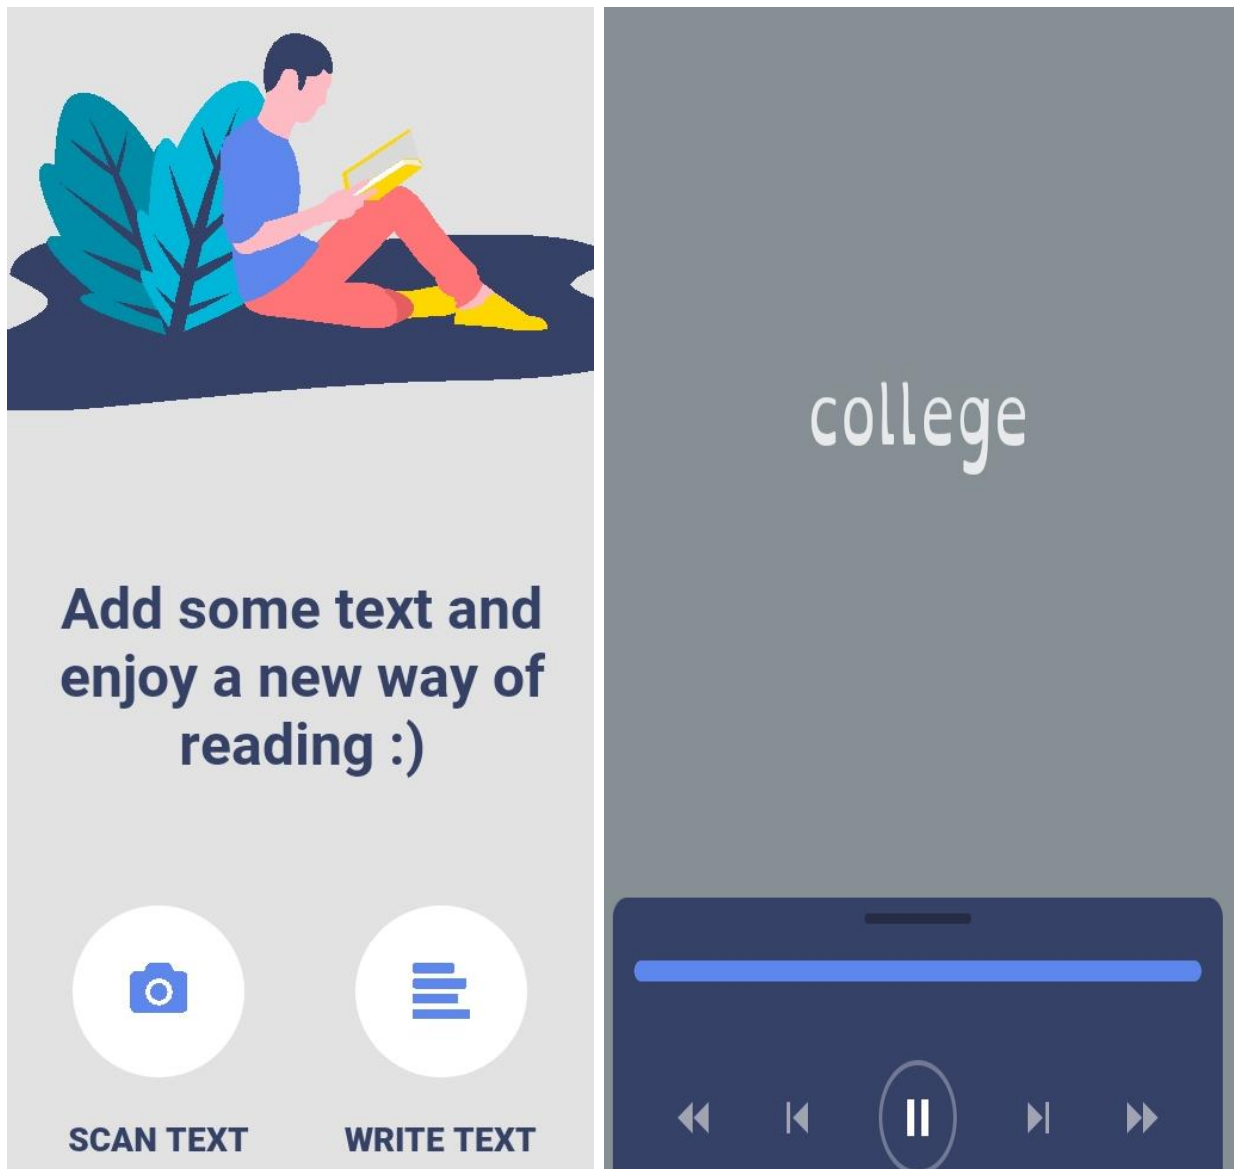 Add some text and
enjoy a new way of
reading :)
SCAN TEXT
WRITE TEXT
college